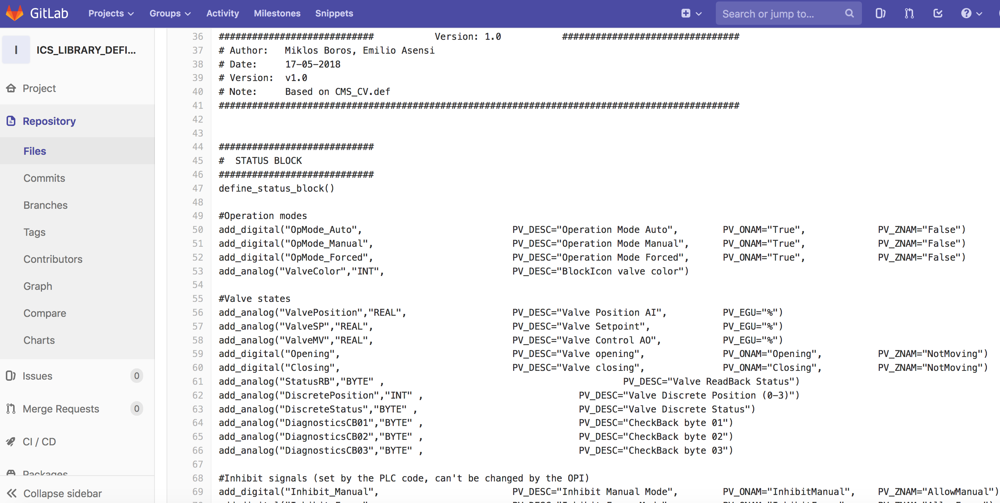 GitLab Projects Groups Activity Milestones Snippets Search or jump to...
I ICS_LIBRARY_DEFI...
Project
Repository
Files
Commits
Branches
Tags
Contributors
Graph
Compare
Charts
Issues 0
Merge Requests 0
CI / CD
Packages
Collapse sidebar
36 ############################           Version: 1.0           ################################
37 # Author:   Miklos Boros, Emilio Asensi
38 # Date:     17-05-2018
39 # Version:  v1.0
40 # Note:     Based on CMS_CV.def
41 ##############################################################################################
42
43
44 ############################
45 #  STATUS BLOCK
46 ############################
47 define_status_block()
48
49 #Operation modes
50 add_digital("OpMode_Auto", PV_DESC="Operation Mode Auto", PV_ONAM="True", PV_ZNAM="False")
51 add_digital("OpMode_Manual", PV_DESC="Operation Mode Manual", PV_ONAM="True", PV_ZNAM="False")
52 add_digital("OpMode_Forced", PV_DESC="Operation Mode Forced", PV_ONAM="True", PV_ZNAM="False")
53 add_analog("ValveColor","INT", PV_DESC="BlockIcon valve color")
54
55 #Valve states
56 add_analog("ValvePosition","REAL", PV_DESC="Valve Position AI", PV_EGU="%")
57 add_analog("ValveSP","REAL", PV_DESC="Valve Setpoint", PV_EGU="%")
58 add_analog("ValveMV","REAL", PV_DESC="Valve Control AO", PV_EGU="%")
59 add_digital("Opening", PV_DESC="Valve opening", PV_ONAM="Opening", PV_ZNAM="NotMoving")
60 add_digital("Closing", PV_DESC="Valve closing", PV_ONAM="Closing", PV_ZNAM="NotMoving")
61 add_analog("StatusRB","BYTE" , PV_DESC="Valve ReadBack Status")
62 add_analog("DiscretePosition","INT" , PV_DESC="Valve Discrete Position (0-3)")
63 add_analog("DiscreteStatus","BYTE" , PV_DESC="Valve Discrete Status")
64 add_analog("DiagnosticsCB01","BYTE" , PV_DESC="CheckBack byte 01")
65 add_analog("DiagnosticsCB02","BYTE" , PV_DESC="CheckBack byte 02")
66 add_analog("DiagnosticsCB03","BYTE" , PV_DESC="CheckBack byte 03")
67
68 #Inhibit signals (set by the PLC code, can't be changed by the OPI)
69 add_digital("Inhibit_Manual", PV_DESC="Inhibit Manual Mode", PV_ONAM="InhibitManual", PV_ZNAM="AllowManual")